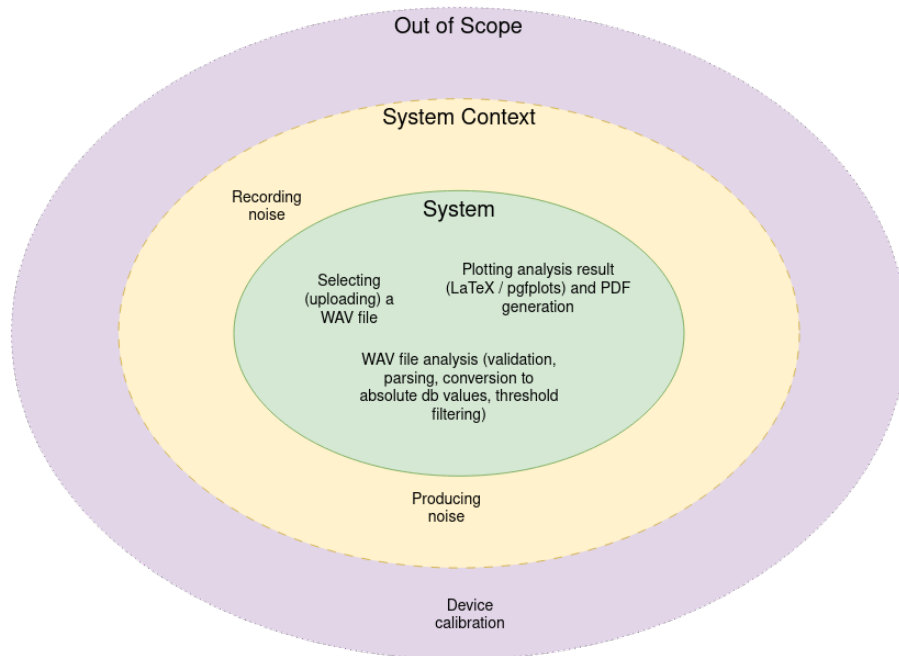 Out of Scope
System Context
Recording
noise
System
Selecting
(uploading) a
WAV file
Plotting analysis result
(LaTeX / pgfplots) and PDF
generation
WAV file analysis (validation,
parsing, conversion to
absolute db values, threshold
filtering)
Producing
noise
Device
calibration